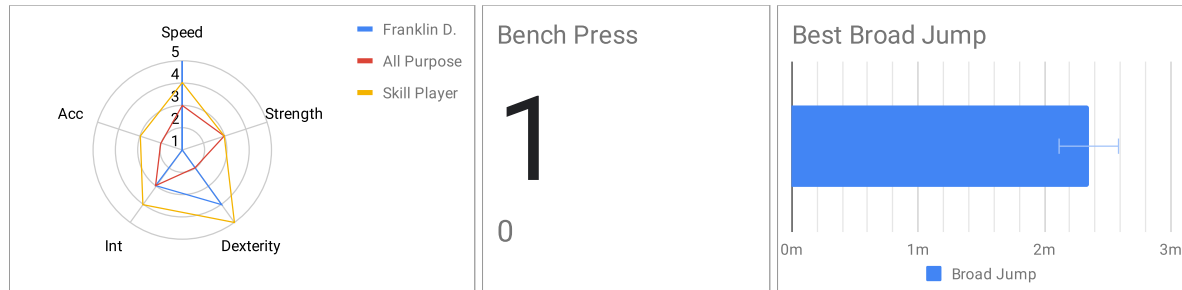 Speed
5
4
3
2
1
Acc
Strength
Int
Dexterity
Franklin D.
All Purpose
Skill Player
Bench Press
1
0
Best Broad Jump
0m 1m 2m 3m
Broad Jump